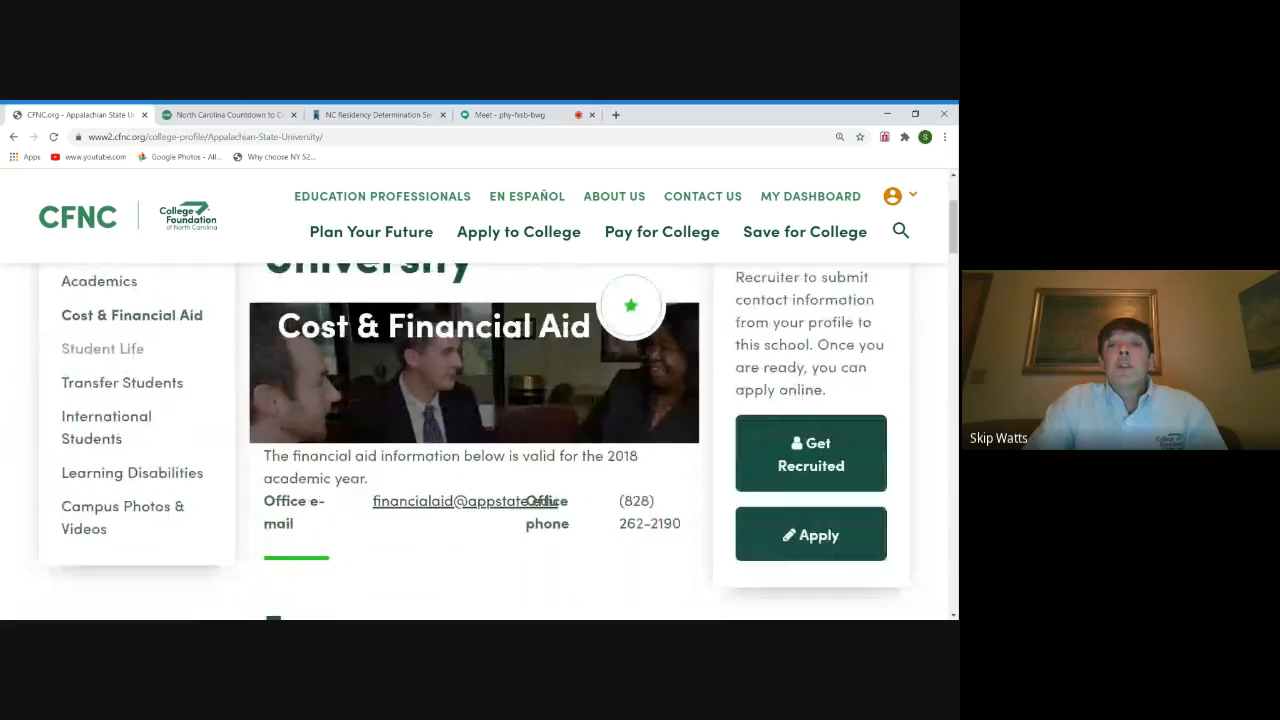 CFNC.org - Appalachian State U
North Carolina Countdown to C
NC Residency Determination Se
Meet - phy-fxsb-bwg
www2.cfnc.org/college-profile/Appalachian-State-University/
S
Apps
www.youtube.com
Google Photos - All...
Why choose NY 52...
CFNC
College
Foundation
of North Carolina
EDUCATION PROFESSIONALS
EN ESPAÑOL
ABOUT US
CONTACT US
MY DASHBOARD
Plan Your Future
Apply to College
Pay for College
Save for College
Academics
Cost & Financial Aid
Student Life
Transfer Students
International
Students
Learning Disabilities
Campus Photos &
Videos
University
Cost & Financial Aid
The financial aid information below is valid for the 2018
academic year.
Office e-
mail
financialaid@appstate.edu
Office
phone
(828)
262-2190
Recruiter to submit
contact information
from your profile to
this school. Once you
are ready, you can
apply online.
Get
Recruited
Apply
Skip Watts